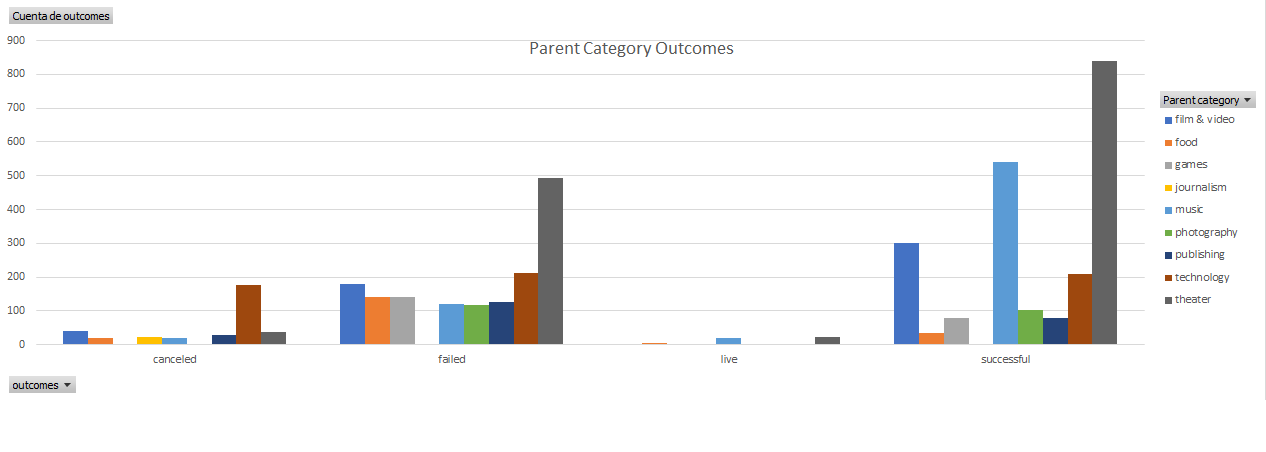 Cuenta de outcomes
Parent Category Outcomes
900
800
700
600
500
400
300
200
100
0
canceled
failed
live
successful
Parent category
film & video
food
games
journalism
music
photography
publishing
technology
theater
outcomes